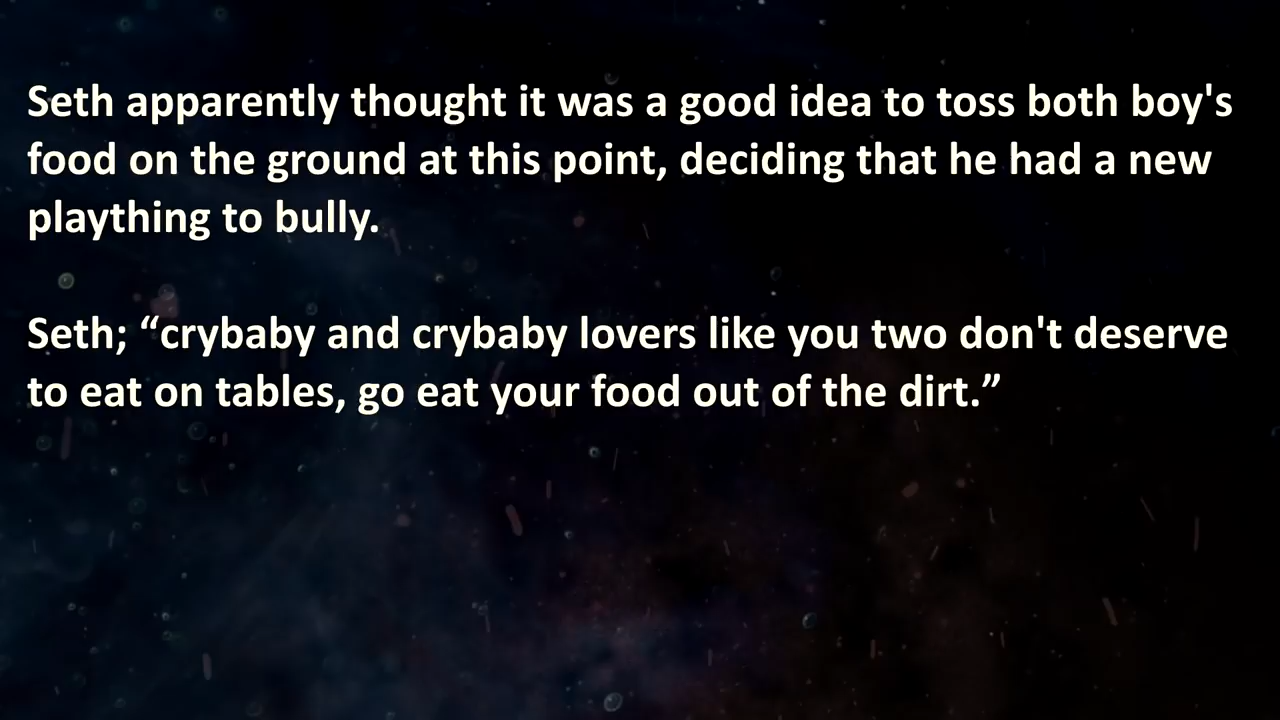 Seth apparently thought it was a good idea to toss both boy's
food on the ground at this point, deciding that he had a new
plaything to bully.
Seth; “crybaby and crybaby lovers like you two don't deserve
to eat on tables, go eat your food out of the dirt.”